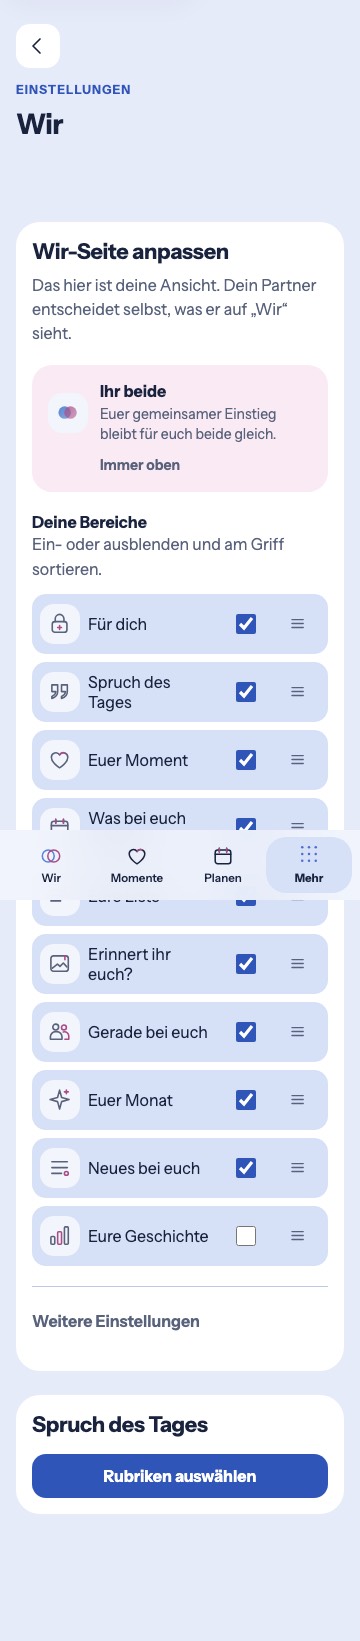 EINSTELLUNGEN
Wir
Wir-Seite anpassen
Das hier ist deine Ansicht. Dein Partner
entscheidet selbst, was er auf „Wir“
sieht.
Ihr beide
Euer gemeinsamer Einstieg
bleibt für euch beide gleich.
Immer oben
Deine Bereiche
Ein- oder ausblenden und am Griff
sortieren.
Für dich
Spruch des
Tages
Euer Moment
Was bei euch
Wir
Momente
Planen
Mehr
Erinnert ihr
euch?
Gerade bei euch
Euer Monat
Neues bei euch
Eure Geschichte
Weitere Einstellungen
Spruch des Tages
Rubriken auswählen